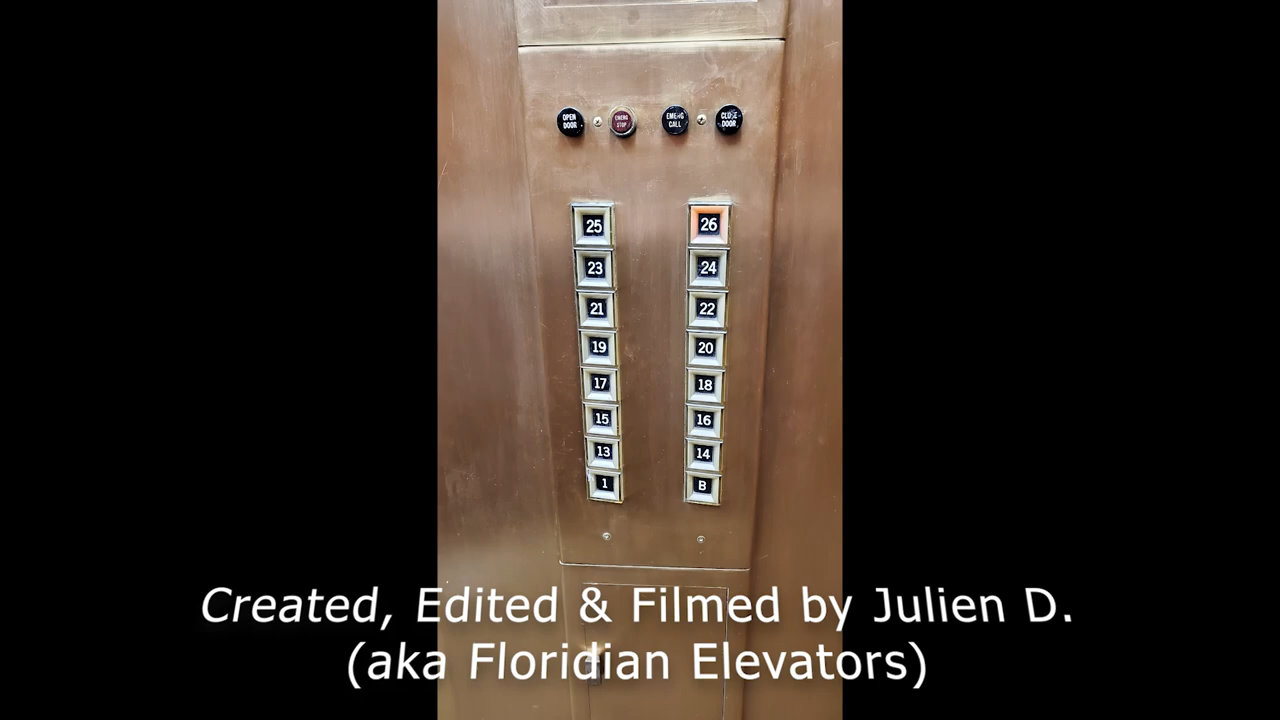 OPEN DOOR
EMERG STOP
EMERG CALL
CLOSE DOOR
25 26
23 24
21 22
19 20
17 18
15 16
13 14
1 B
Created, Edited & Filmed by Julien D.
(aka Floridian Elevators)